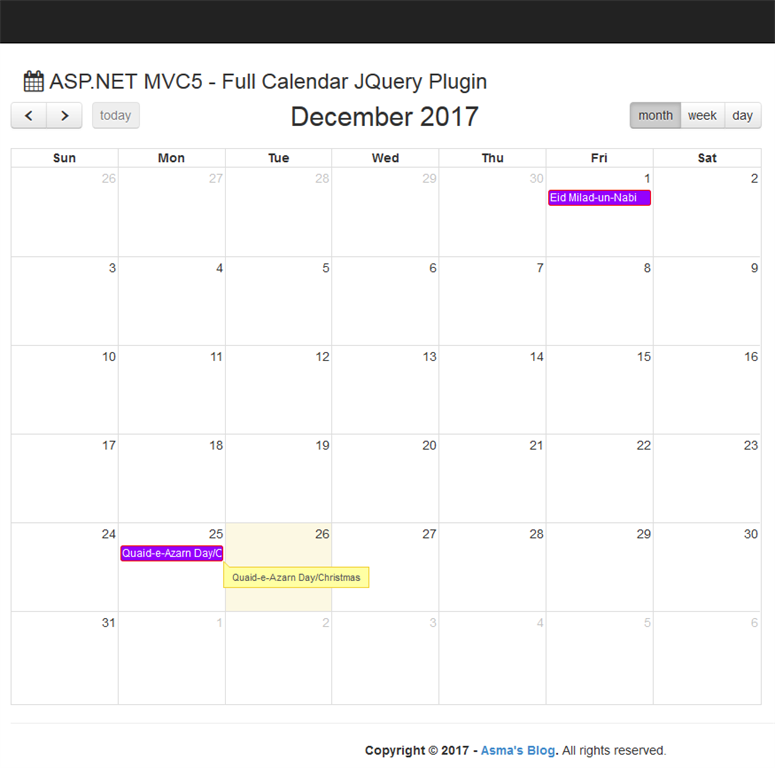 ASP.NET MVC5 - Full Calendar JQuery Plugin
today December 2017 month week day
Sun Mon Tue Wed Thu Fri Sat
26 27 28 29 30 1 2
Eid Milad-un-Nabi
3 4 5 6 7 8 9
10 11 12 13 14 15 16
17 18 19 20 21 22 23
24 25 26 27 28 29 30
Quaid-e-Azarn Day/C
Quaid-e-Azarn Day/Christmas
31 1 2 3 4 5 6
Copyright © 2017 - Asma's Blog. All rights reserved.